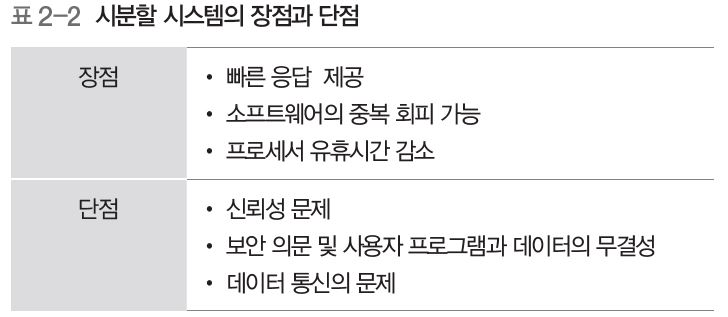 표 2-2 시분할 시스템의 장점과 단점
장점
• 빠른 응답 제공
• 소프트웨어의 중복 회피 가능
• 프로세서 유휴시간 감소
단점
• 신뢰성 문제
• 보안 의문 및 사용자 프로그램과 데이터의 무결성
• 데이터 통신의 문제